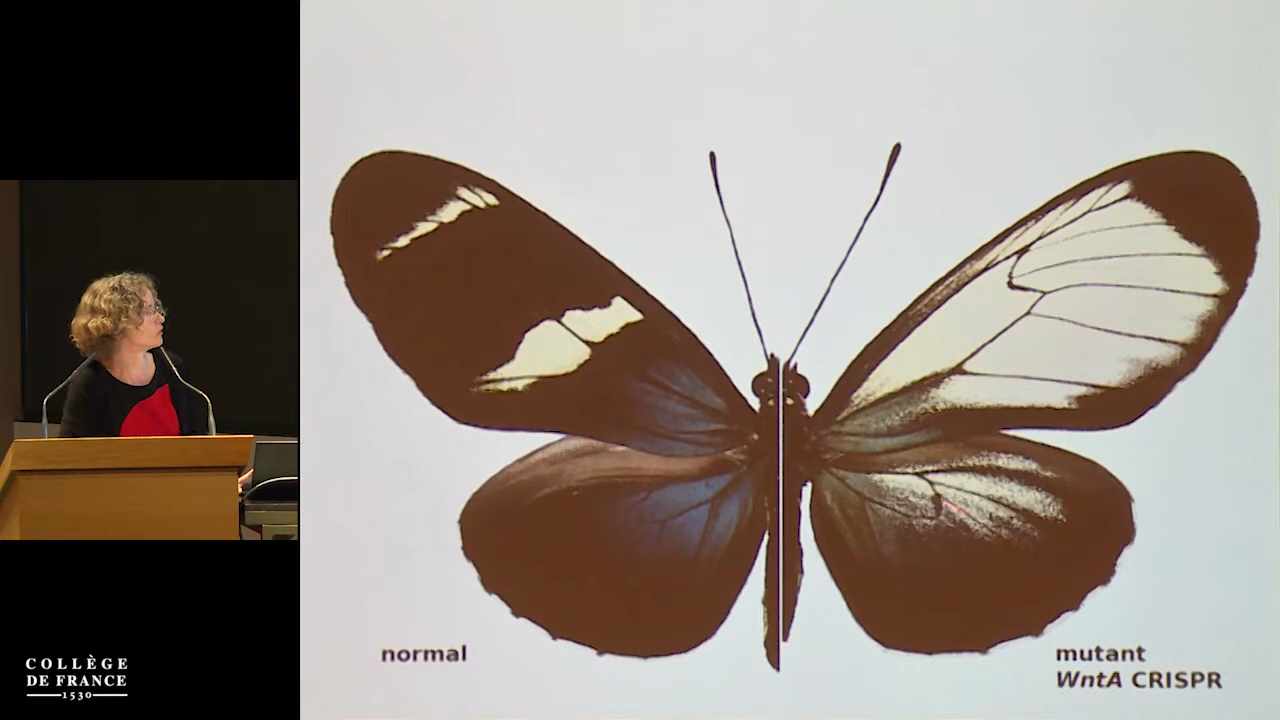 COLLÈGE
DE FRANCE
1530
normal
mutant
WntA CRISPR